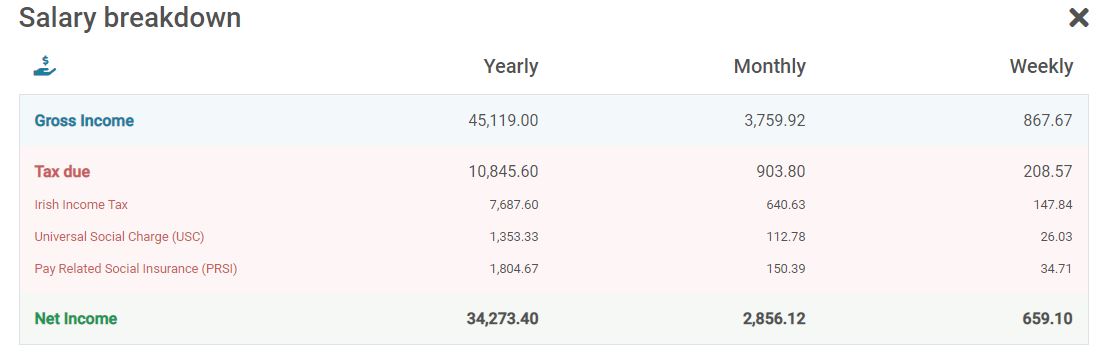 Salary breakdown
$ Yearly Monthly Weekly
Gross Income 45,119.00 3,759.92 867.67
Tax due 10,845.60 903.80 208.57
Irish Income Tax 7,687.60 640.63 147.84
Universal Social Charge (USC) 1,353.33 112.78 26.03
Pay Related Social Insurance (PRSI) 1,804.67 150.39 34.71
Net Income 34,273.40 2,856.12 659.10